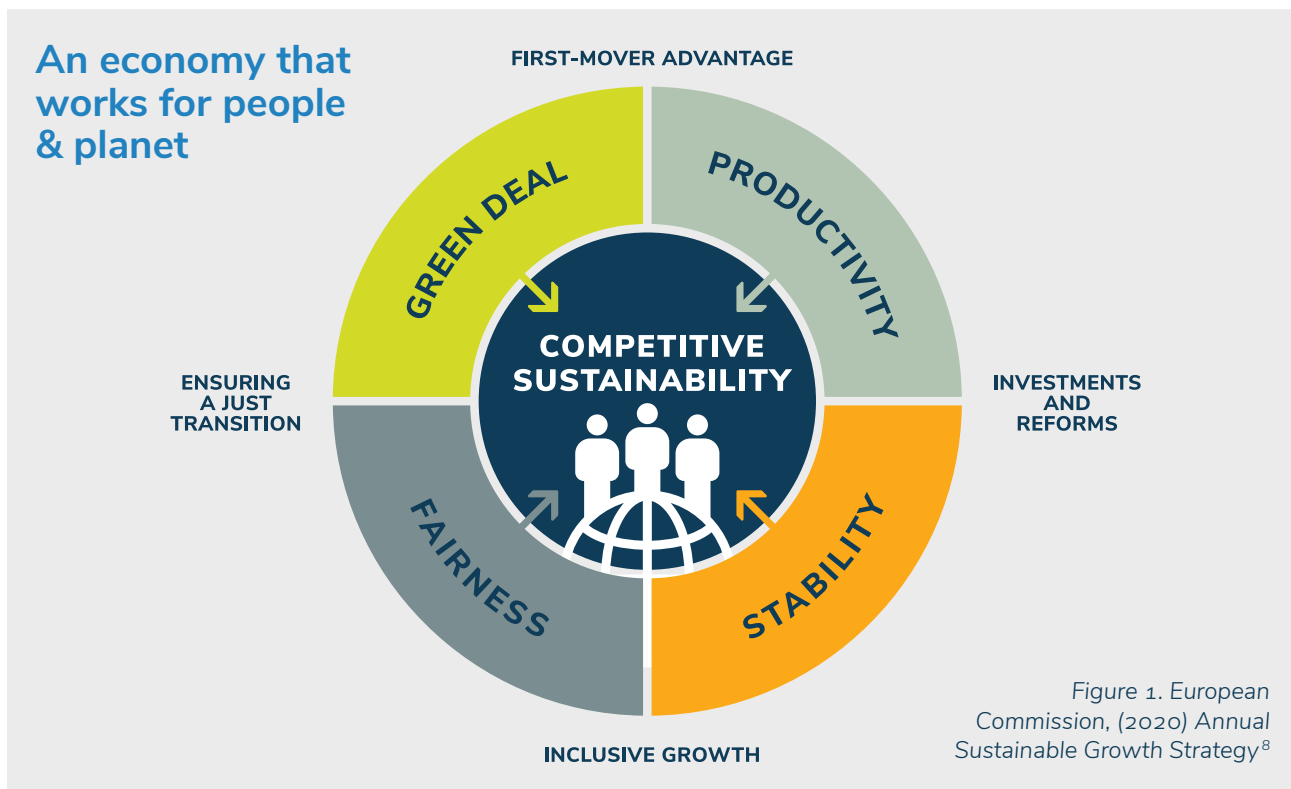 An economy that
works for people
& planet
FIRST-MOVER ADVANTAGE
GREEN DEAL
PRODUCTIVITY
COMPETITIVE
SUSTAINABILITY
ENSURING
A JUST
TRANSITION
INVESTMENTS
AND
REFORMS
FAIRNESS
STABILITY
INCLUSIVE GROWTH
Figure 1. European
Commission, (2020) Annual
Sustainable Growth Strategy⁸